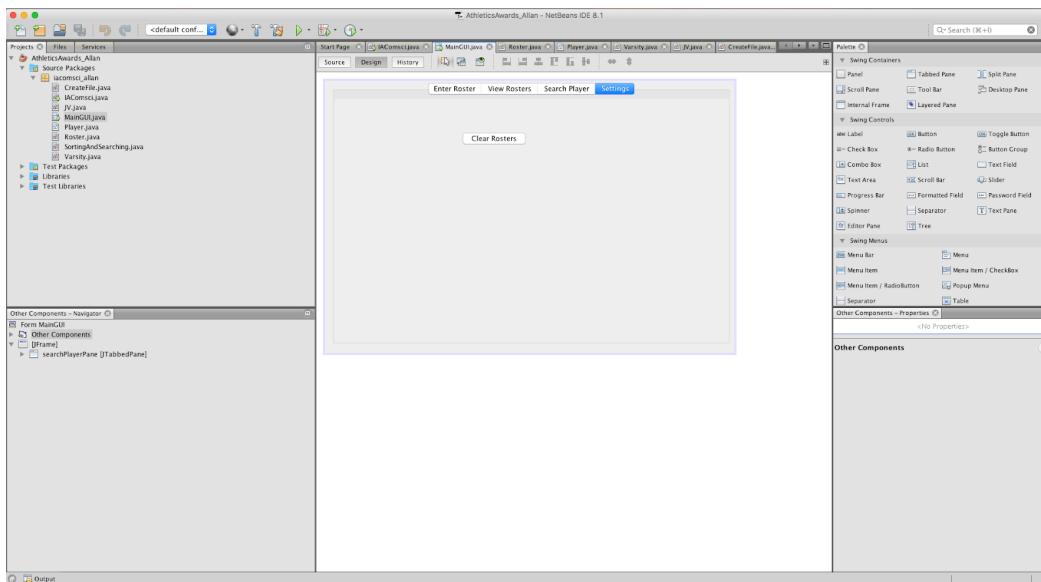 AthleticsAwards_Allan - NetBeans IDE 8.1
<default conf...
Search (⌘+I)
Projects Files Services
AthleticsAwards_Allan
Source Packages
iacomsci_allan
CreateFile.java
IAComsci.java
JV.java
MainGUI.java
Player.java
Roster.java
SortingAndSearching.java
Varsity.java
Test Packages
Libraries
Test Libraries
Start Page IAComsci.java MainGUI.java Roster.java Player.java Varsity.java JV.java CreateFile.java...
Source Design History
Enter Roster View Rosters Search Player Settings
Clear Rosters
Palette
Swing Containers
Panel Tabbed Pane Split Pane
Scroll Pane Tool Bar Desktop Pane
Internal Frame Layered Pane
Swing Controls
Label Button Toggle Button
Check Box Radio Button Button Group
Combo Box List Text Field
Text Area Scroll Bar Slider
Progress Bar Formatted Field Password Field
Spinner Separator Text Pane
Editor Pane Tree
Swing Menus
Menu Bar Menu
Menu Item Menu Item / CheckBox
Menu Item / RadioButton Popup Menu
Separator Table
Other Components - Navigator
Form MainGUI
Other Components
[JFrame]
searchPlayerPane [JTabbedPane]
Other Components - Properties
<No Properties>
Other Components
Output